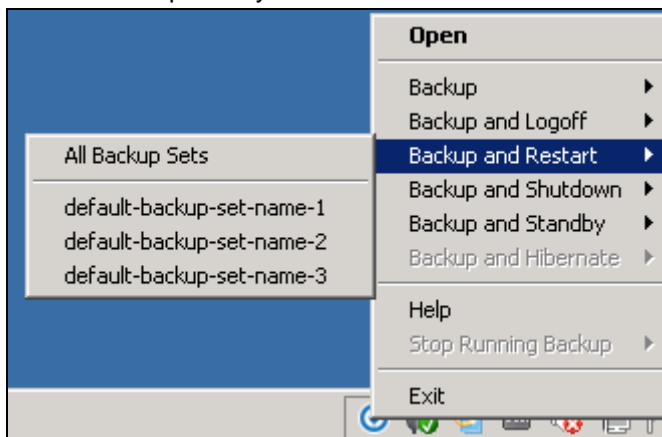 Open
Backup
Backup and Logoff
Backup and Restart
Backup and Shutdown
Backup and Standby
Backup and Hibernate
Help
Stop Running Backup
Exit
All Backup Sets
default-backup-set-name-1
default-backup-set-name-2
default-backup-set-name-3